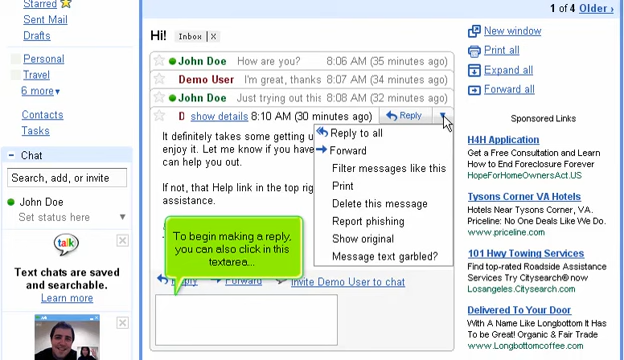 Starred
Sent Mail
Drafts
Personal
Travel
6 more▼
Contacts
Tasks
Chat
Search, add, or invite
John Doe
Set status here
talk
Text chats are saved
and searchable.
Learn more
1 of 4 Older ›
Hi! Inbox | X
John Doe How are you? 8:06 AM (35 minutes ago)
Demo User I'm great, thanks 8:07 AM (34 minutes ago)
John Doe Just trying out this 8:08 AM (32 minutes ago)
D show details 8:10 AM (30 minutes ago) Reply
It definitely takes some getting u
enjoy it. Let me know if you have
can help you out.
If not, that Help link in the top rig
assistance.
Reply to all
Forward
Filter messages like this
Print
Delete this message
Report phishing
Show original
Message text garbled?
To begin making a reply,
you can also click in this
textarea...
Reply Forward Invite Demo User to chat
New window
Print all
Expand all
Forward all
Sponsored Links
H4H Application
Get a Free Consultation and Learn
How to End Foreclosure Forever
HopeForHomeOwnersAct.US
Tysons Corner VA Hotels
Hotels Near Tysons Corner, VA.
Priceline: No One Deals Like We Do.
www.priceline.com
101 Hwy Towing Services
Find top-rated Roadside Assistance
Services Try Citysearch® now
Losangeles.Citysearch.com
Delivered To Your Door
With A Name Like Longbottom It Has
To Be Great! Organic & Fair Trade
www.Longbottomcoffee.com